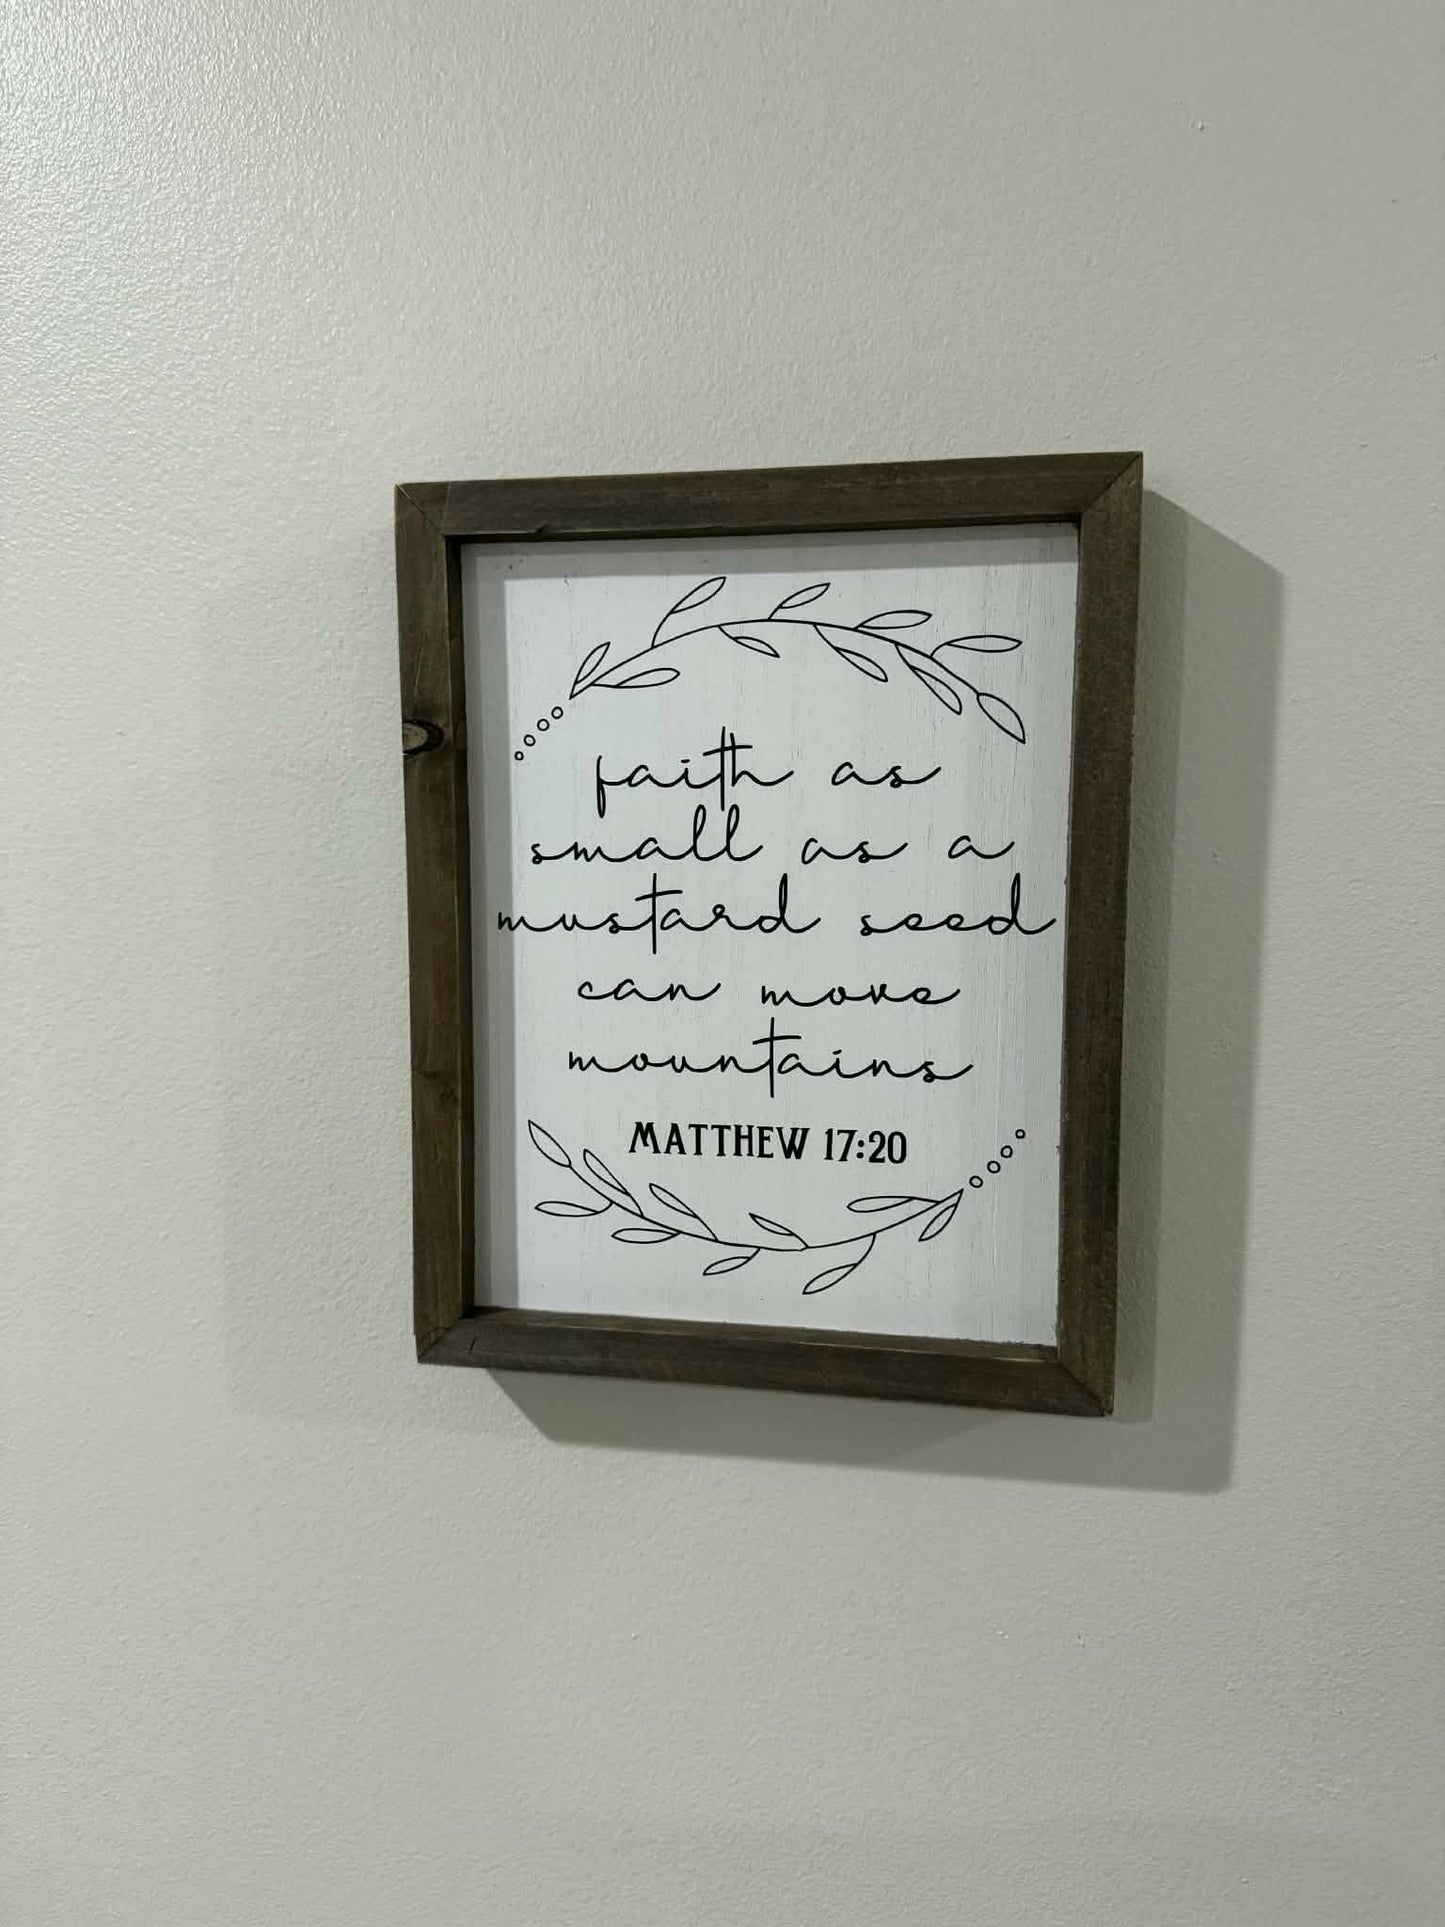 faith as
small as a
mustard seed
can move
mountains
MATTHEW 17:20